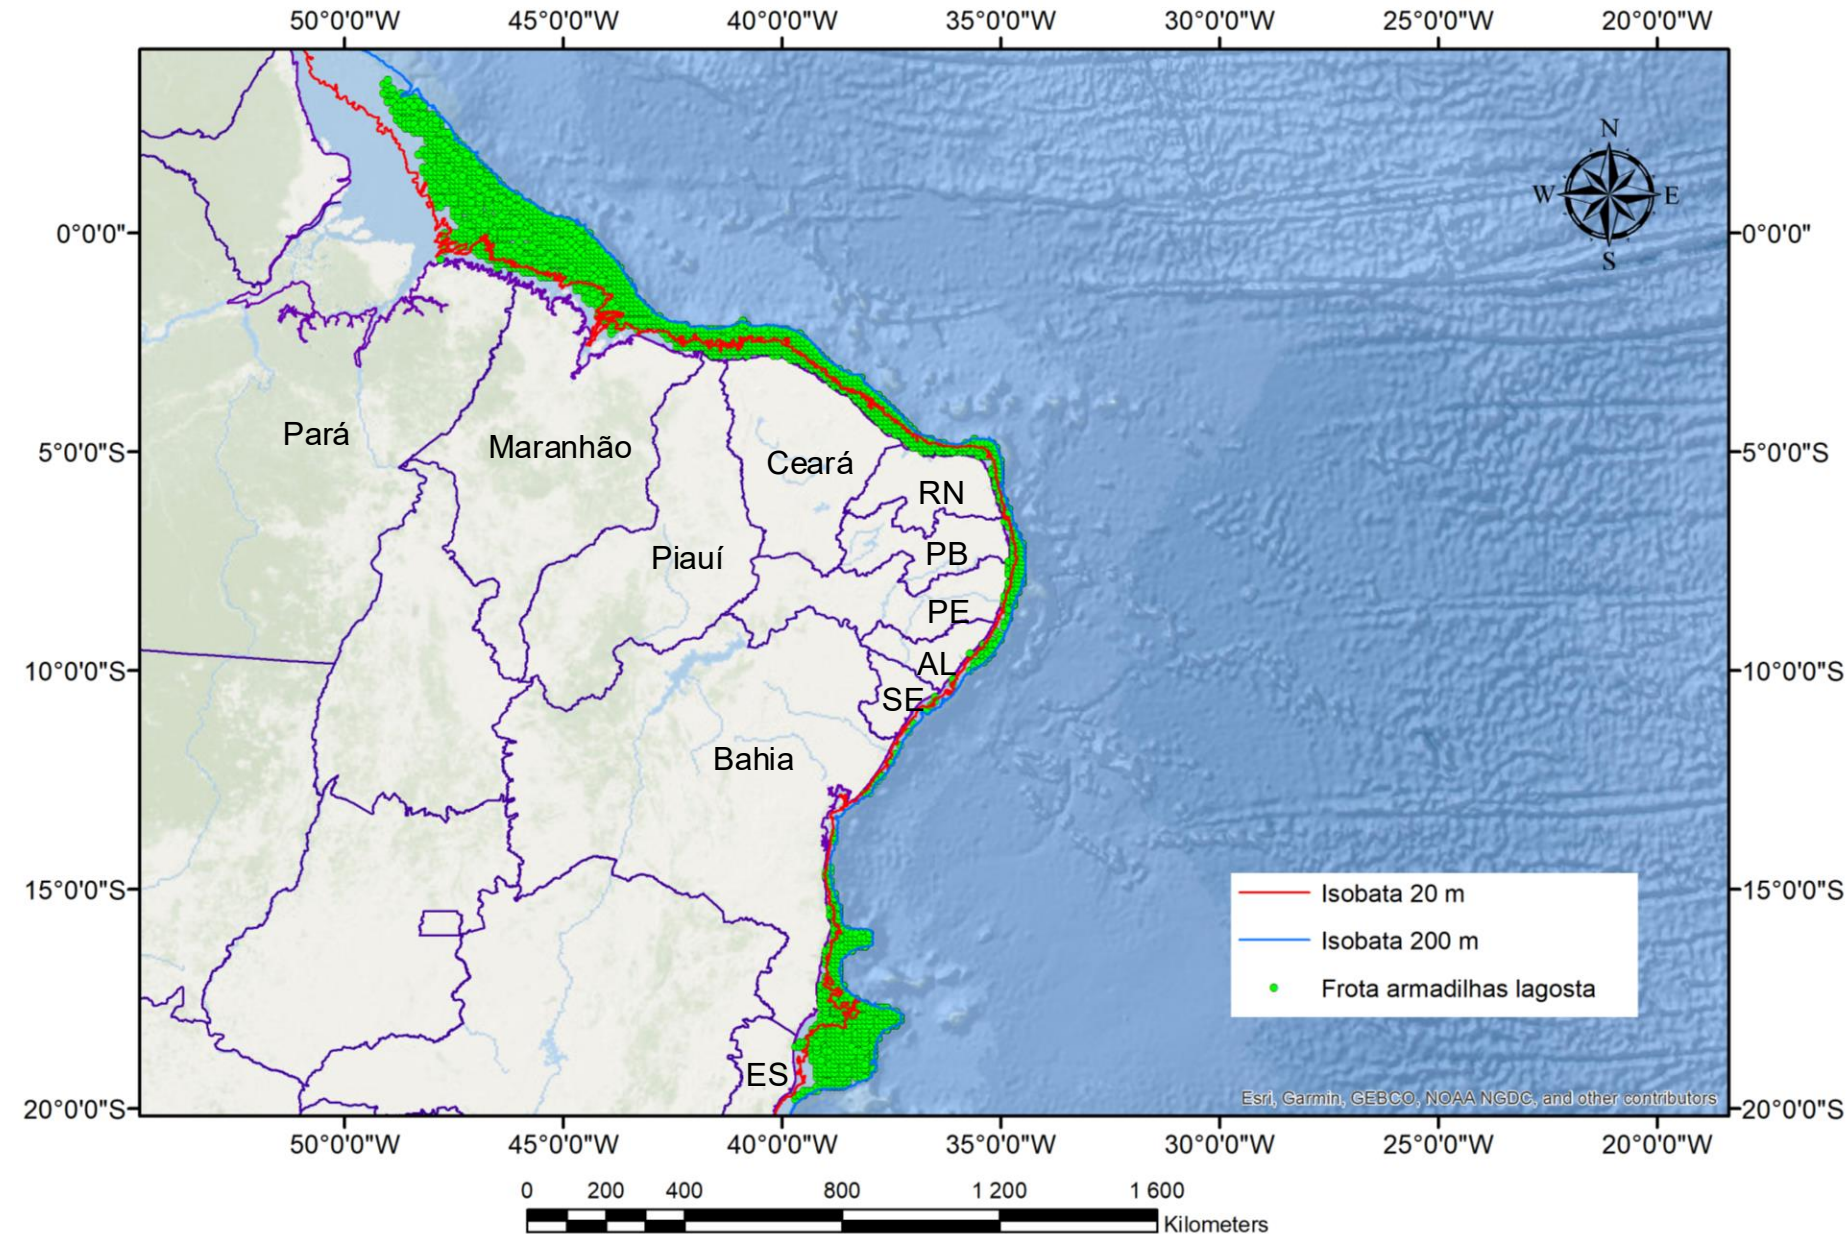 50°0'0"W 45°0'0"W 40°0'0"W 35°0'0"W 30°0'0"W 25°0'0"W 20°0'0"W
N
W E
S
0°0'0" 0°0'0"
Pará
Maranhão
Ceará
5°0'0"S 5°0'0"S
RN
PB
Piauí
PE
AL
10°0'0"S 10°0'0"S
SE
Bahia
15°0'0"S 15°0'0"S
Isobata 20 m
Isobata 200 m
Frota armadilhas lagosta
ES
Esri, Garmin, GEBCO, NOAA NGDC, and other contributors
20°0'0"S 20°0'0"S
50°0'0"W 45°0'0"W 40°0'0"W 35°0'0"W 30°0'0"W 25°0'0"W 20°0'0"W
0 200 400 800 1 200 1 600
Kilometers